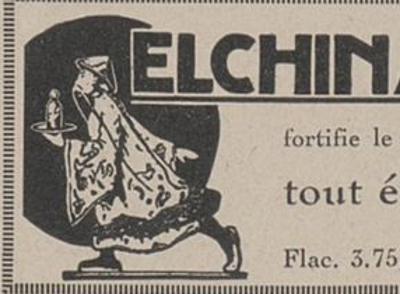 ELCHINA
fortifie le
tout é
Flac. 3.75